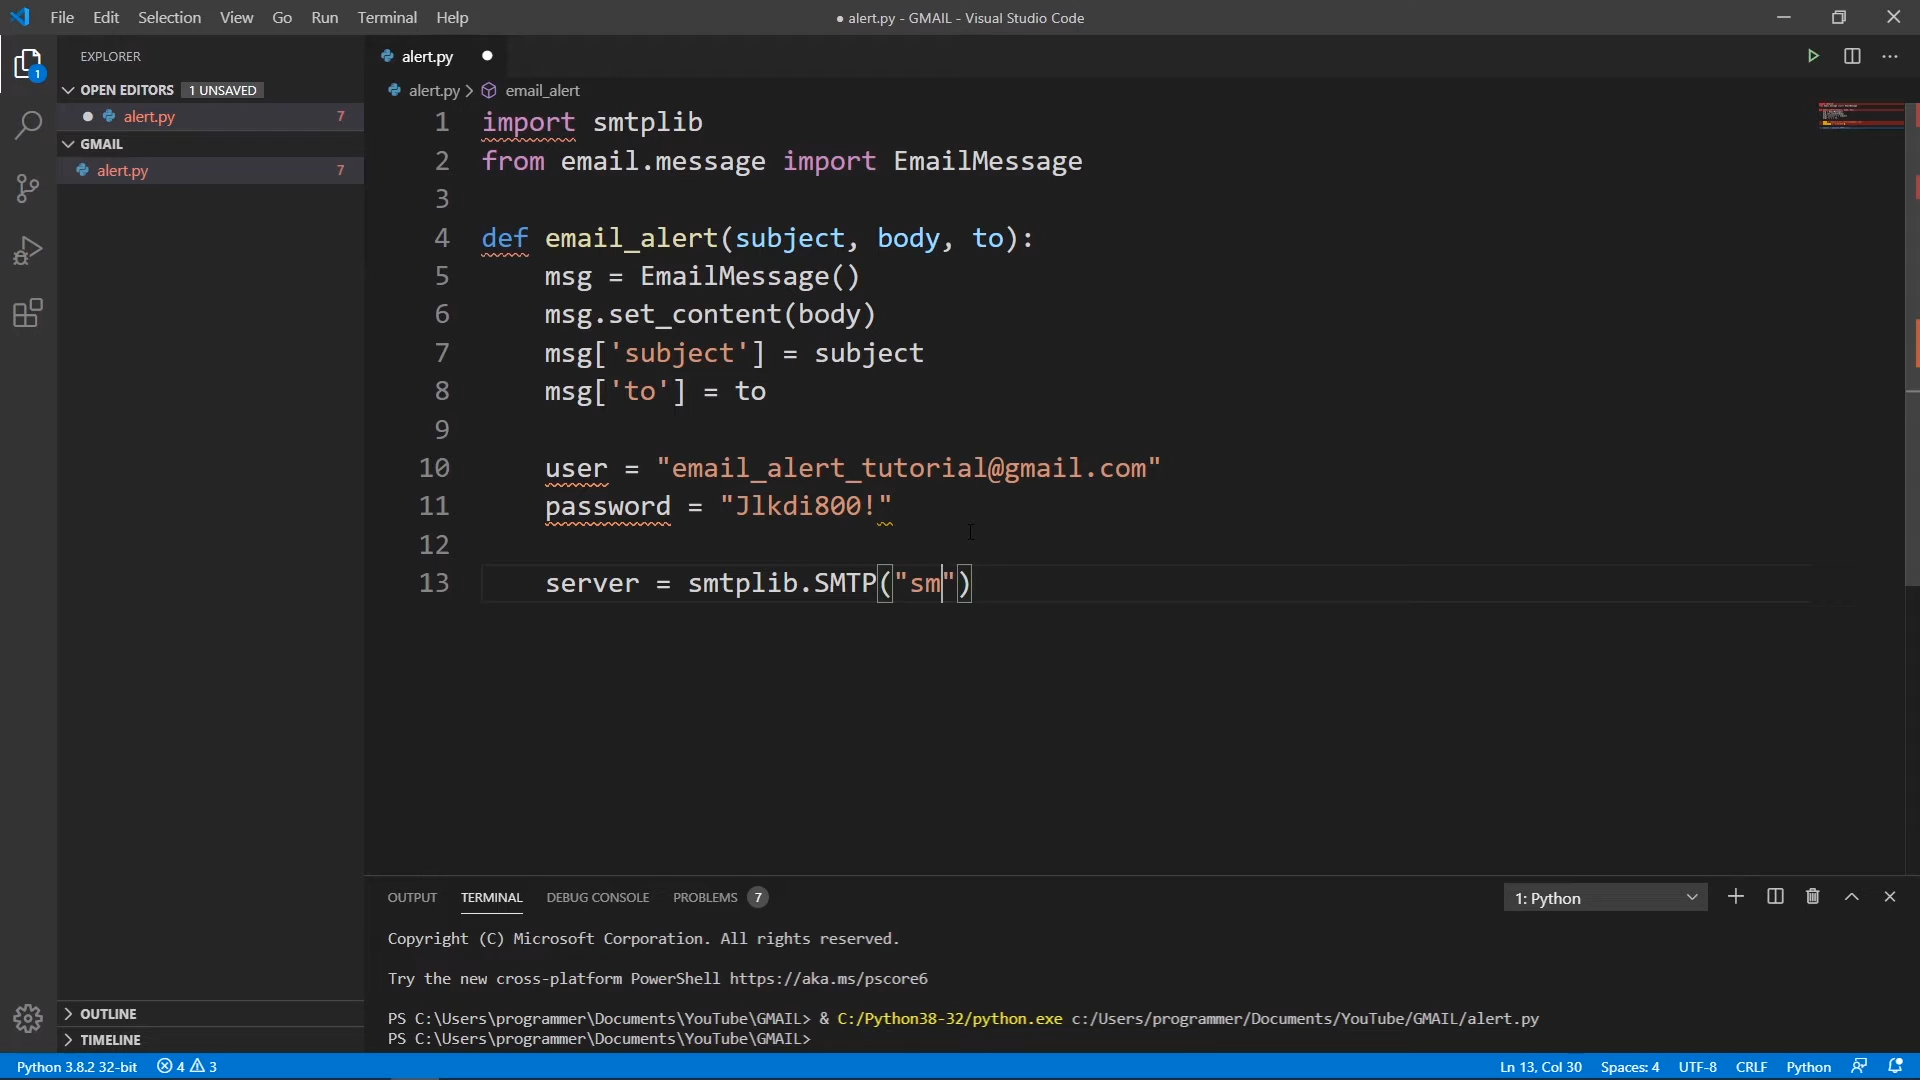 File Edit Selection View Go Run Terminal Help
● alert.py - GMAIL - Visual Studio Code
1
EXPLORER
OPEN EDITORS 1 UNSAVED
● alert.py 7
GMAIL
alert.py 7
OUTLINE
TIMELINE
alert.py ●
alert.py > email_alert
1 import smtplib
2 from email.message import EmailMessage
3
4 def email_alert(subject, body, to):
5 msg = EmailMessage()
6 msg.set_content(body)
7 msg['subject'] = subject
8 msg['to'] = to
9
10 user = "email_alert_tutorial@gmail.com"
11 password = "Jlkdi800!"
12
13 server = smtplib.SMTP("sm")
OUTPUT TERMINAL DEBUG CONSOLE PROBLEMS 7 1: Python
Copyright (C) Microsoft Corporation. All rights reserved.
Try the new cross-platform PowerShell https://aka.ms/pscore6
PS C:\Users\programmer\Documents\YouTube\GMAIL> & C:/Python38-32/python.exe c:/Users/programmer/Documents/YouTube/GMAIL/alert.py
PS C:\Users\programmer\Documents\YouTube\GMAIL>
Python 3.8.2 32-bit 4 3 Ln 13, Col 30 Spaces: 4 UTF-8 CRLF Python